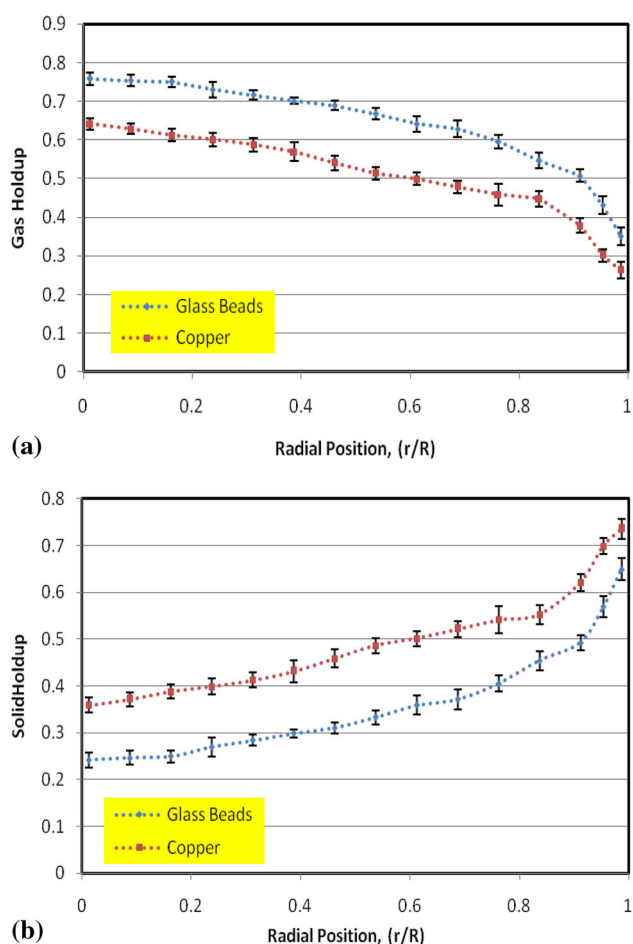 0.9
0.8
0.7
0.6
0.5
0.4
0.3
0.2
0.1
0
Gas Holdup
Glass Beads
Copper
0 0.2 0.4 0.6 0.8 1
(a)
Radial Position, (r/R)
0.8
0.7
0.6
0.5
0.4
0.3
0.2
0.1
0
SolidHoldup
Glass Beads
Copper
0 0.2 0.4 0.6 0.8 1
(b)
Radial Position, (r/R)